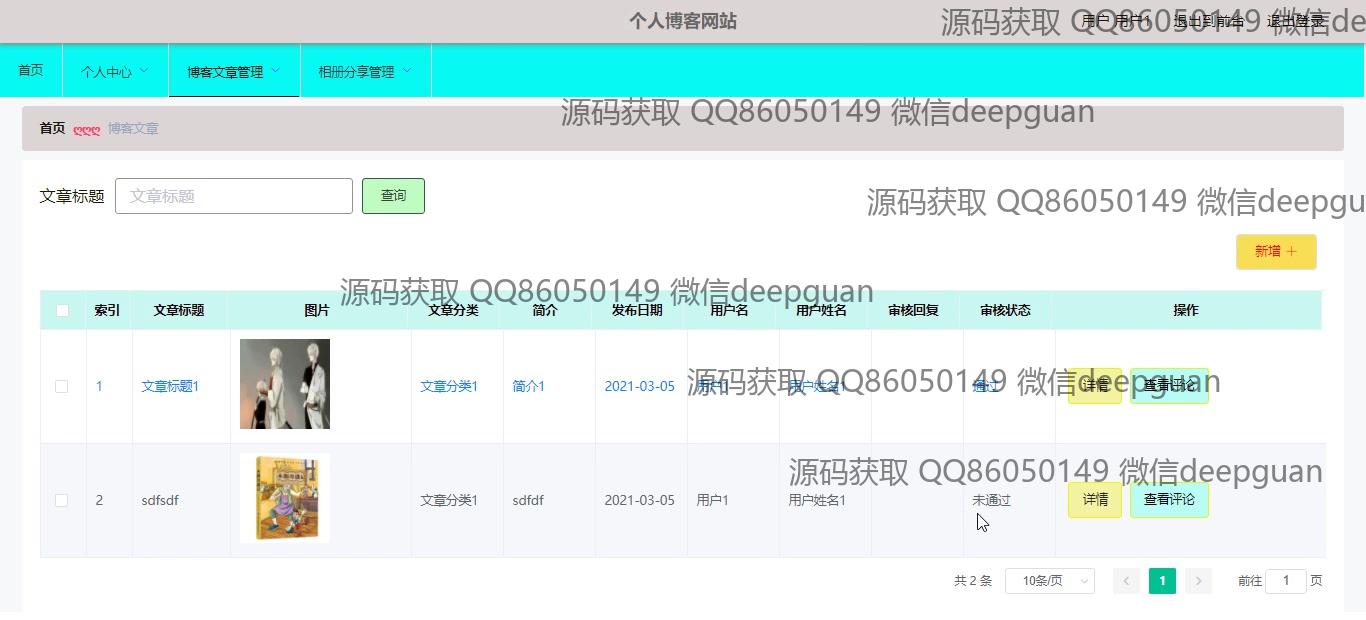 个人博客网站
用户 用户1 退出到前台 退出登录
源码获取 QQ86050149 微信de
首页 个人中心 博客文章管理 相册分享管理
源码获取 QQ86050149 微信deepguan
首页 ღღღ 博客文章
文章标题 文章标题 查询
源码获取 QQ86050149 微信deepgu
新增 +
源码获取 QQ86050149 微信deepguan
索引 文章标题 图片 文章分类 简介 发布日期 用户名 用户姓名 审核回复 审核状态 操作
1 文章标题1 文章分类1 简介1 2021-03-05 用户1 用户姓名1 通过 详情 查看评论
源码获取 QQ86050149 微信deepguan
源码获取 QQ86050149 微信deepguan
2 sdfsdf 文章分类1 sdfdf 2021-03-05 用户1 用户姓名1 未通过 详情 查看评论
共 2 条 10条/页 < 1 > 前往 1 页